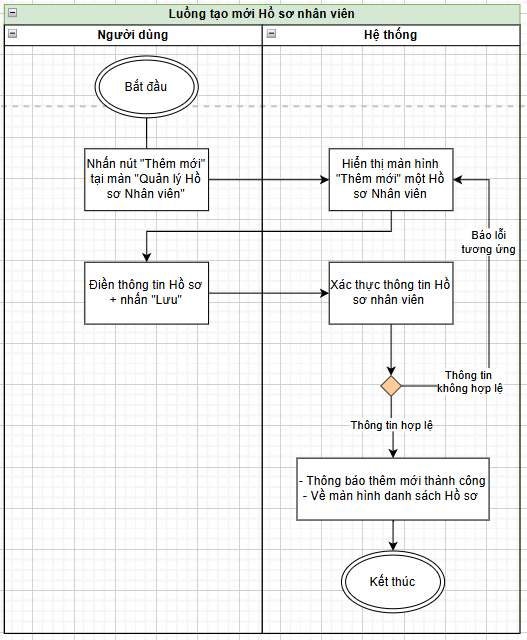 Luồng tạo mới Hồ sơ nhân viên
Người dùng
Hệ thống
Bắt đầu
Nhấn nút "Thêm mới"
tại màn "Quản lý Hồ
sơ Nhân viên"
Hiển thị màn hình
"Thêm mới" một Hồ
sơ Nhân viên
Báo lỗi
tương ứng
Điền thông tin Hồ sơ
+ nhấn "Lưu"
Xác thực thông tin Hồ
sơ nhân viên
Thông tin
không hợp lệ
Thông tin hợp lệ
- Thông báo thêm mới thành công
- Về màn hình danh sách Hồ sơ
Kết thúc